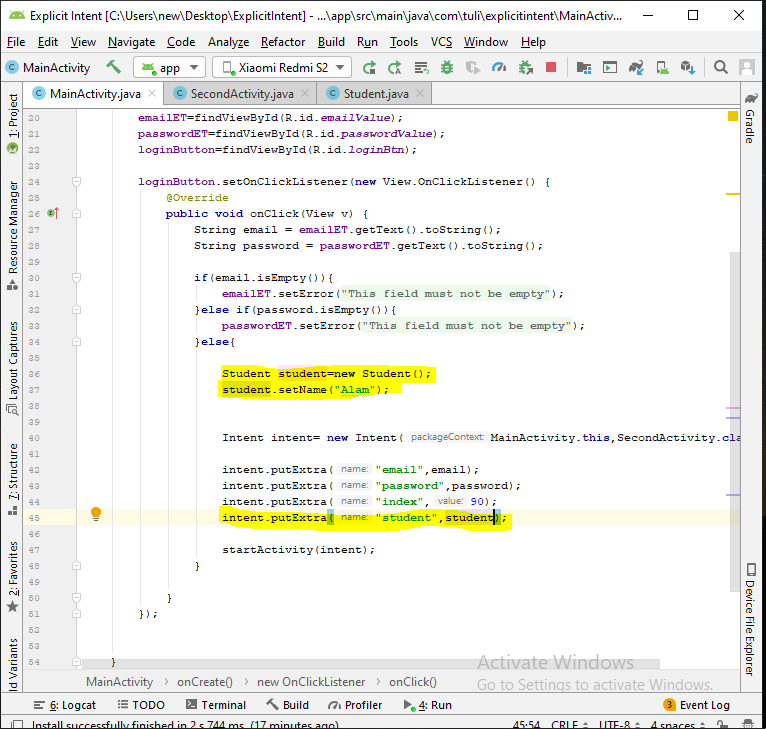 Explicit Intent [C:\Users\new\Desktop\ExplicitIntent] - ...\app\src\main\java\com\tuli\explicitintent\MainActiv...
File Edit View Navigate Code Analyze Refactor Build Run Tools VCS Window Help
MainActivity app Xiaomi Redmi S2
MainActivity.java SecondActivity.java Student.java
1: Project
Resource Manager
Layout Captures
7: Structure
2: Favorites
ld Variants
20 emailET=findViewById(R.id.emailValue);
21 passwordET=findViewById(R.id.passwordValue);
22 loginButton=findViewById(R.id.loginBtn);
23
24 loginButton.setOnClickListener(new View.OnClickListener() {
25 @Override
26 public void onClick(View v) {
27 String email = emailET.getText().toString();
28 String password = passwordET.getText().toString();
29
30 if(email.isEmpty()){
31 emailET.setError("This field must not be empty");
32 }else if(password.isEmpty()){
33 passwordET.setError("This field must not be empty");
34 }else{
35
36 Student student=new Student();
37 student.setName("Alam");
38
39
40 Intent intent= new Intent( packageContext: MainActivity.this,SecondActivity.cla
41
42 intent.putExtra( name: "email",email);
43 intent.putExtra( name: "password",password);
44 intent.putExtra( name: "index", value: 90);
45 intent.putExtra( name: "student",student);
46
47 startActivity(intent);
48 }
49
50 }
51 });
52
53
54 }
Gradle
Device File Explorer
Activate Windows
Go to Settings to activate Windows.
MainActivity onCreate() new OnClickListener onClick()
6: Logcat TODO Terminal Build Profiler 4: Run 3 Event Log
Install successfully finished in 2 s 744 ms. (17 minutes ago) 45:54 CRLF UTF-8 4 spaces